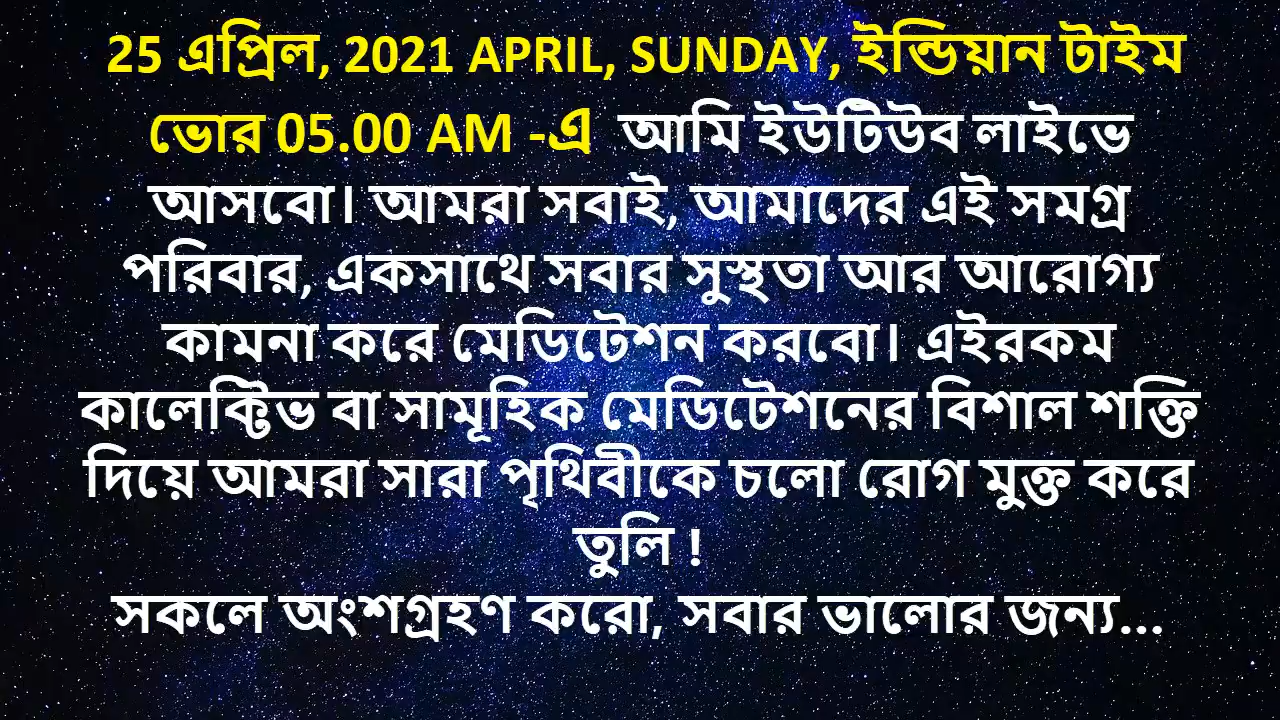 25 এপ্রিল, 2021 APRIL, SUNDAY, ইন্ডিয়ান টাইম
ভোর 05.00 AM -এ আমি ইউটিউব লাইভে
আসবো। আমরা সবাই, আমাদের এই সমগ্র
পরিবার, একসাথে সবার সুস্থতা আর আরোগ্য
কামনা করে মেডিটেশন করবো। এইরকম
কালেক্টিভ বা সামূহিক মেডিটেশনের বিশাল শক্তি
দিয়ে আমরা সারা পৃথিবীকে চলো রোগ মুক্ত করে
তুলি !
সকলে অংশগ্রহণ করো, সবার ভালোর জন্য...